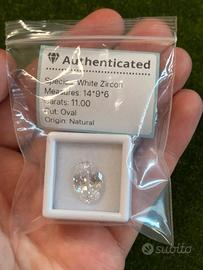 Authenticated
Species: White Zircon
Measures: 14*9*6
Carats: 11.00
Cut: Oval
Origin: Natural
subito